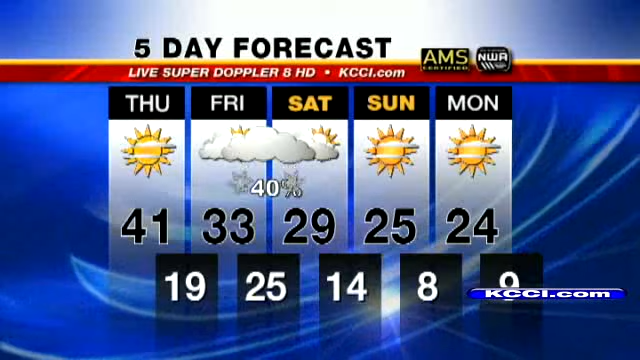 5 DAY FORECAST
AMS
CERTIFIED
NWA
LIVE SUPER DOPPLER 8 HD • KCCI.com
THU FRI SAT SUN MON
40%
41 33 29 25 24
19 25 14 8 9
KCCI.com